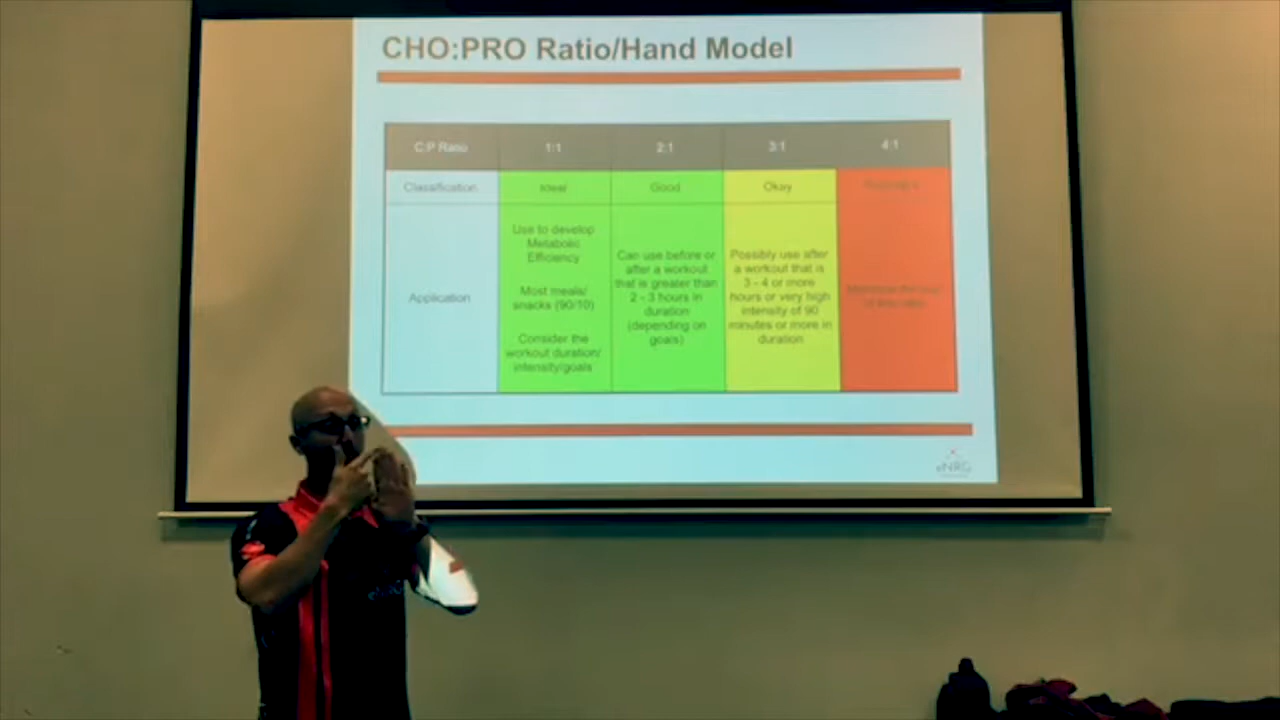 CHO:PRO Ratio/Hand Model
C:P Ratio 1:1 2:1 3:1 4:1
Classification Ideal Good Okay
Application
Use to develop
Metabolic
Efficiency
Most meals/
snacks (90/10)
Consider the
workout duration/
intensity/goals
Can use before or
after a workout
that is greater than
2 - 3 hours in
duration
(depending on
goals)
Possibly use after
a workout that is
3 - 4 or more
hours or very high
intensity of 90
minutes or more in
duration
eNRG